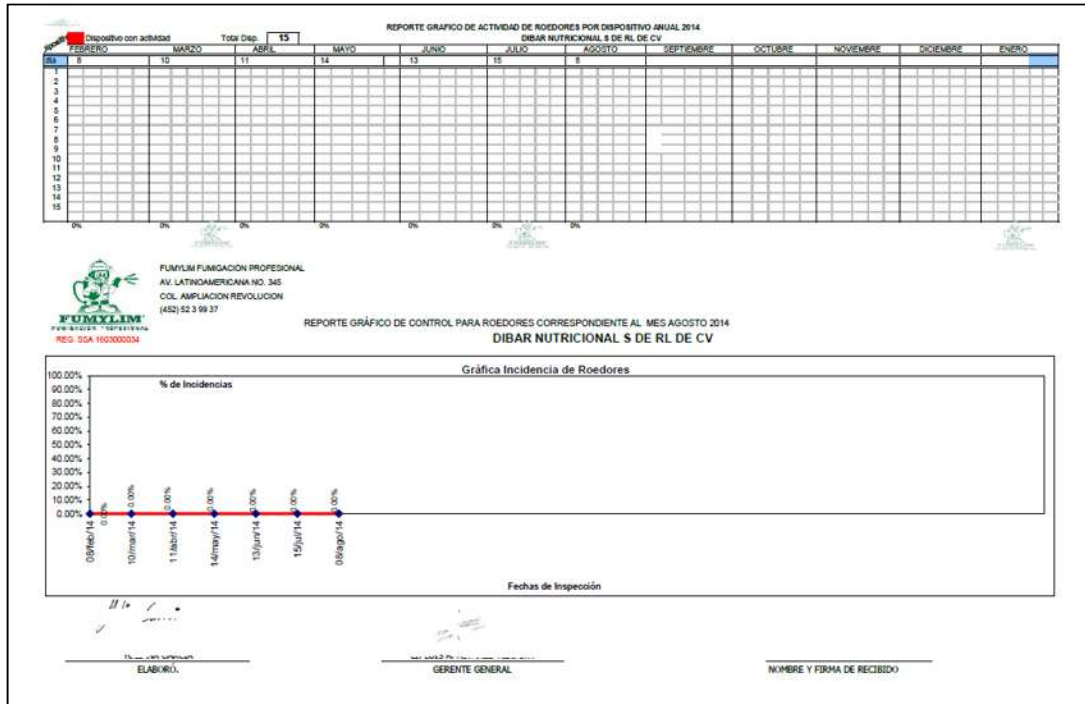 REPORTE GRAFICO DE ACTIVIDAD DE ROEDORES POR DISPOSITIVO ANUAL 2014
Dispositivo con actividad Total Disp. 15 DIBAR NUTRICIONAL S DE RL DE CV
FEBRERO MARZO ABRIL MAYO JUNIO JULIO AGOSTO SEPTIEMBRE OCTUBRE NOVIEMBRE DICIEMBRE ENERO
dia 8 10 11 14 13 15 8
1
2
3
4
5
6
7
8
9
10
11
12
13
14
15
0% 0% 0% 0% 0% 0% 0%
FUMYLIM FUMIGACIÓN PROFESIONAL
AV. LATINOAMERICANA NO. 345
COL. AMPLIACION REVOLUCION
(452) 52 3 99 37
FUMYLIM
FUMIGACIÓN PROFESIONAL
REG. SSA 1603000034
REPORTE GRÁFICO DE CONTROL PARA ROEDORES CORRESPONDIENTE AL MES AGOSTO 2014
DIBAR NUTRICIONAL S DE RL DE CV
Gráfica Incidencia de Roedores
% de Incidencias
100.00%
90.00%
80.00%
70.00%
60.00%
50.00%
40.00%
30.00%
20.00%
10.00%
0.00%
0.00% 0.00% 0.00% 0.00% 0.00% 0.00% 0.00%
08/feb/14 10/mar/14 11/abr/14 14/may/14 13/jun/14 15/jul/14 08/ago/14
Fechas de Inspección
ELABORÓ. GERENTE GENERAL NOMBRE Y FIRMA DE RECIBIDO